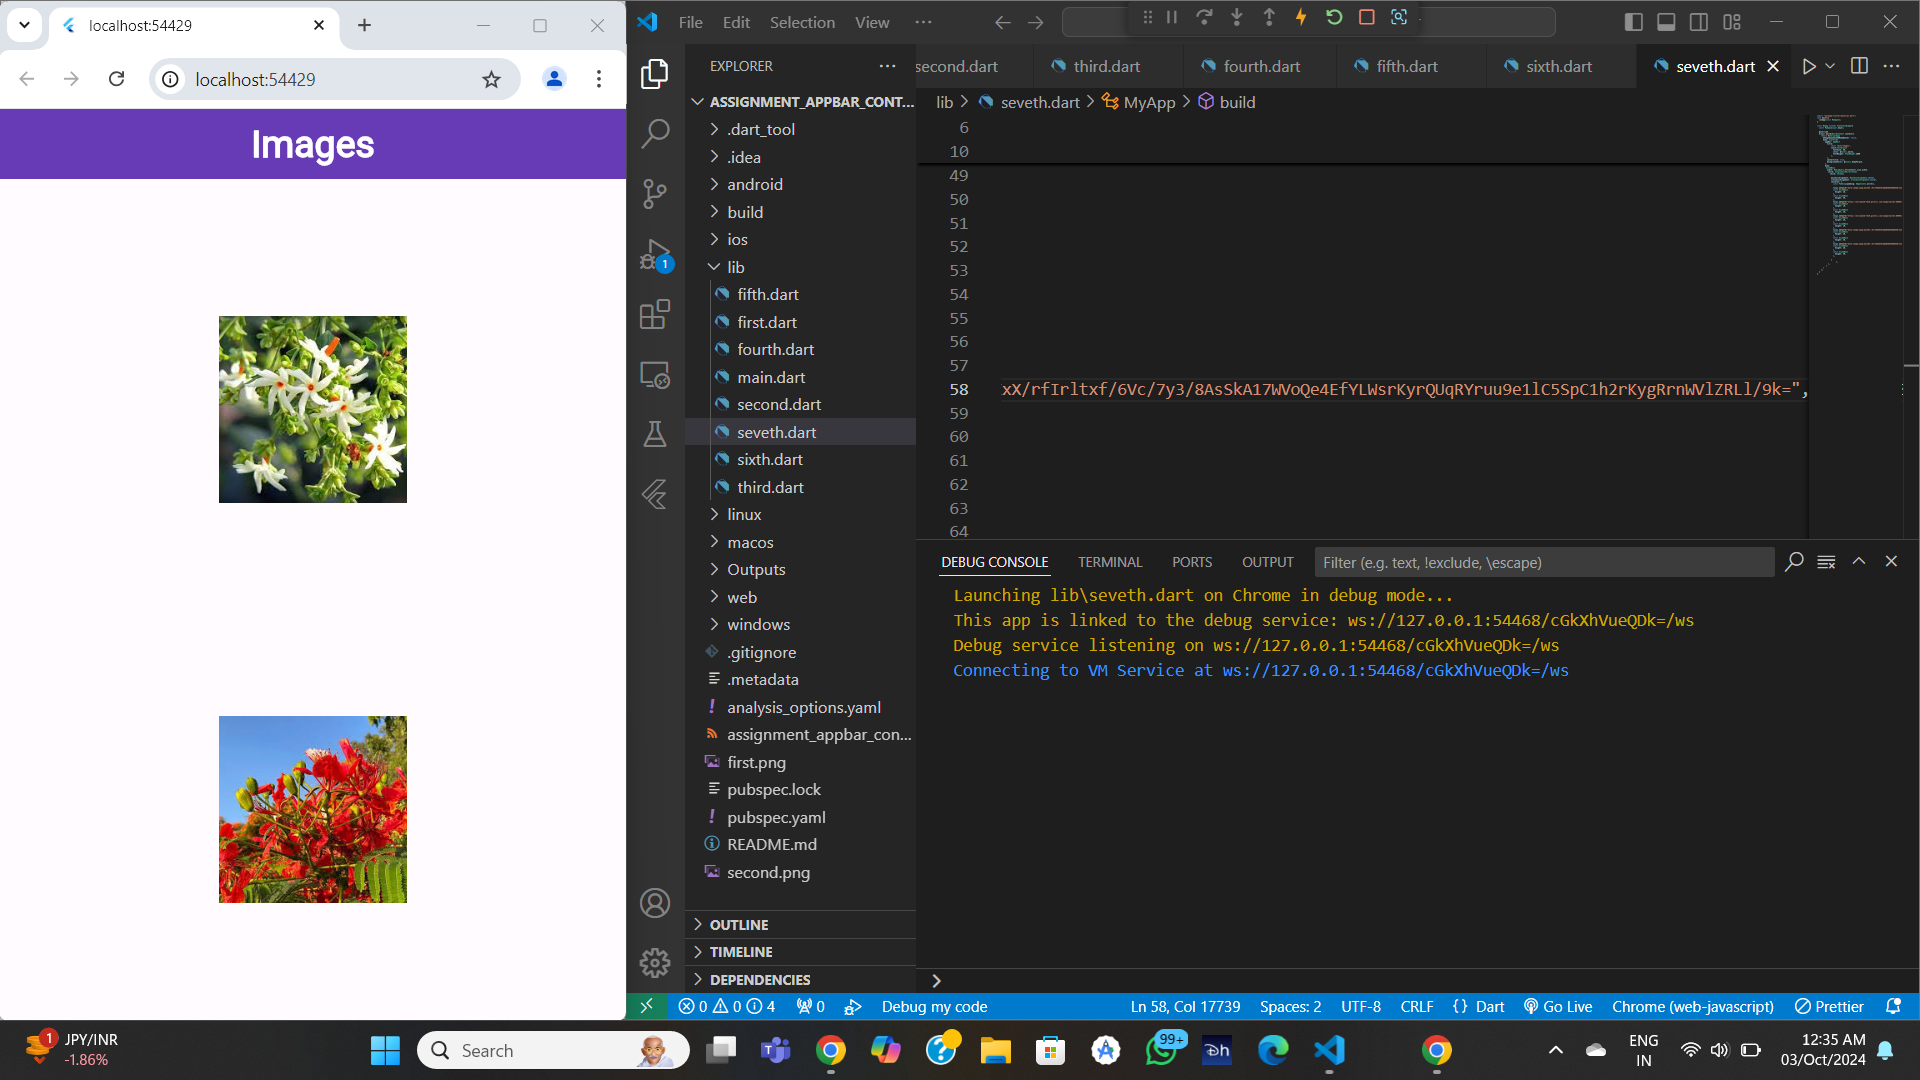 localhost:54429
localhost:54429
Images
File Edit Selection View
EXPLORER
ASSIGNMENT_APPBAR_CONT...
.dart_tool
.idea
android
build
ios
lib
fifth.dart
first.dart
fourth.dart
main.dart
second.dart
seveth.dart
sixth.dart
third.dart
linux
macos
Outputs
web
windows
.gitignore
.metadata
analysis_options.yaml
assignment_appbar_con...
first.png
pubspec.lock
pubspec.yaml
README.md
second.png
OUTLINE
TIMELINE
DEPENDENCIES
1
second.dart third.dart fourth.dart fifth.dart sixth.dart seveth.dart
lib > seveth.dart > MyApp > build
6
10
49
50
51
52
53
54
55
56
57
58 xX/rfIrltxf/6Vc/7y3/8AsSkA17WVoQe4EfYLWsrKyrQUqRYruu9e1lC5SpC1h2rKygRrnWVlZRLl/9k=",
59
60
61
62
63
64
DEBUG CONSOLE TERMINAL PORTS OUTPUT Filter (e.g. text, !exclude, \escape)
Launching lib\seveth.dart on Chrome in debug mode...
This app is linked to the debug service: ws://127.0.0.1:54468/cGkXhVueQDk=/ws
Debug service listening on ws://127.0.0.1:54468/cGkXhVueQDk=/ws
Connecting to VM Service at ws://127.0.0.1:54468/cGkXhVueQDk=/ws
0 0 4 0 Debug my code Ln 58, Col 17739 Spaces: 2 UTF-8 CRLF {} Dart Go Live Chrome (web-javascript) Prettier
1 JPY/INR
-1.86%
Search
99+
ENG
IN
12:35 AM
03/Oct/2024